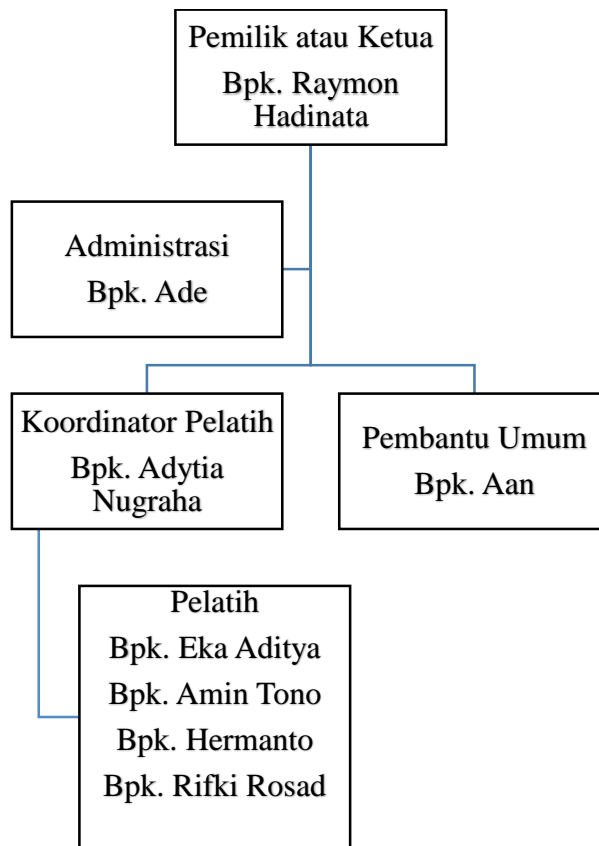 Pemilik atau Ketua
Bpk. Raymon
Hadinata
Administrasi
Bpk. Ade
Koordinator Pelatih
Bpk. Adytia
Nugraha
Pembantu Umum
Bpk. Aan
Pelatih
Bpk. Eka Aditya
Bpk. Amin Tono
Bpk. Hermanto
Bpk. Rifki Rosad